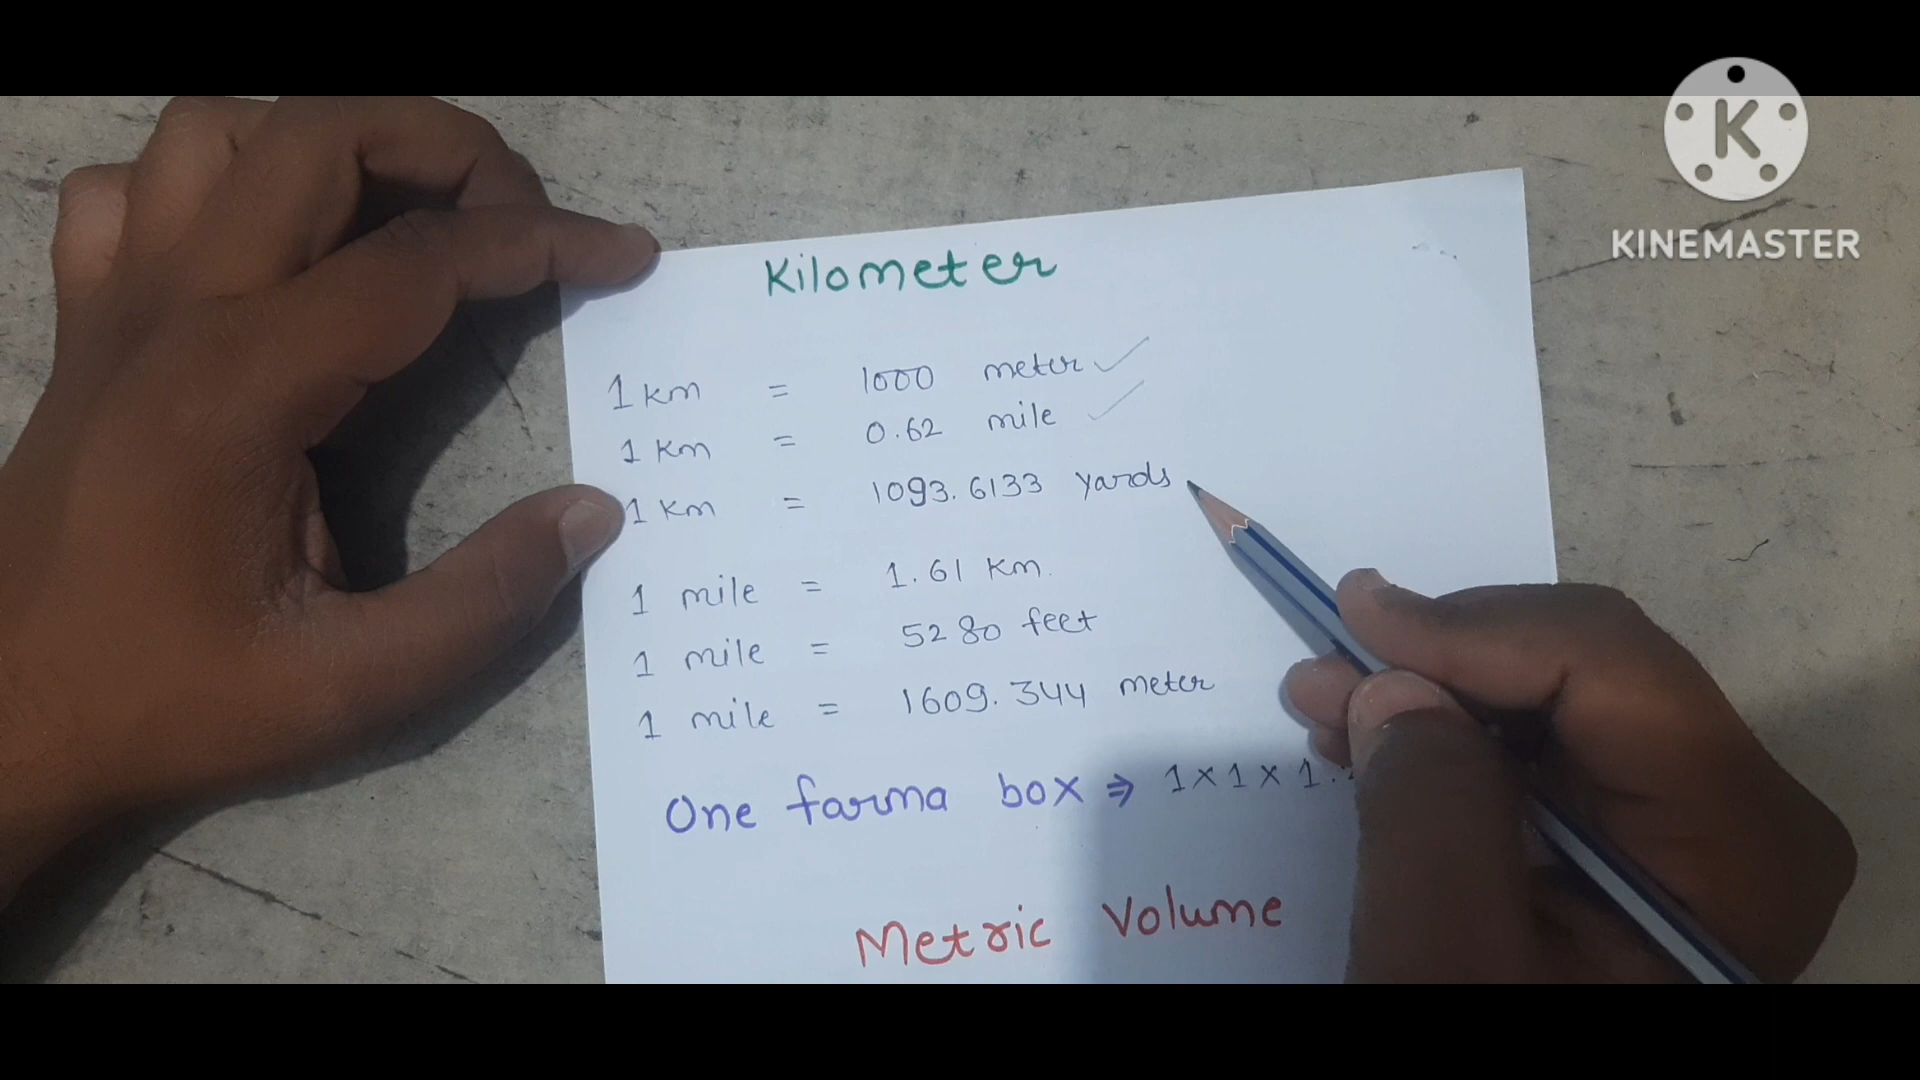 KINEMASTER
Kilometer
1 km = 1000 meter
1 km = 0.62 mile
1 km = 1093.6133 yards
1 mile = 1.61 km.
1 mile = 5280 feet
1 mile = 1609.344 meter
One farma box ⇒ 1 x 1 x 1.
Metric Volume